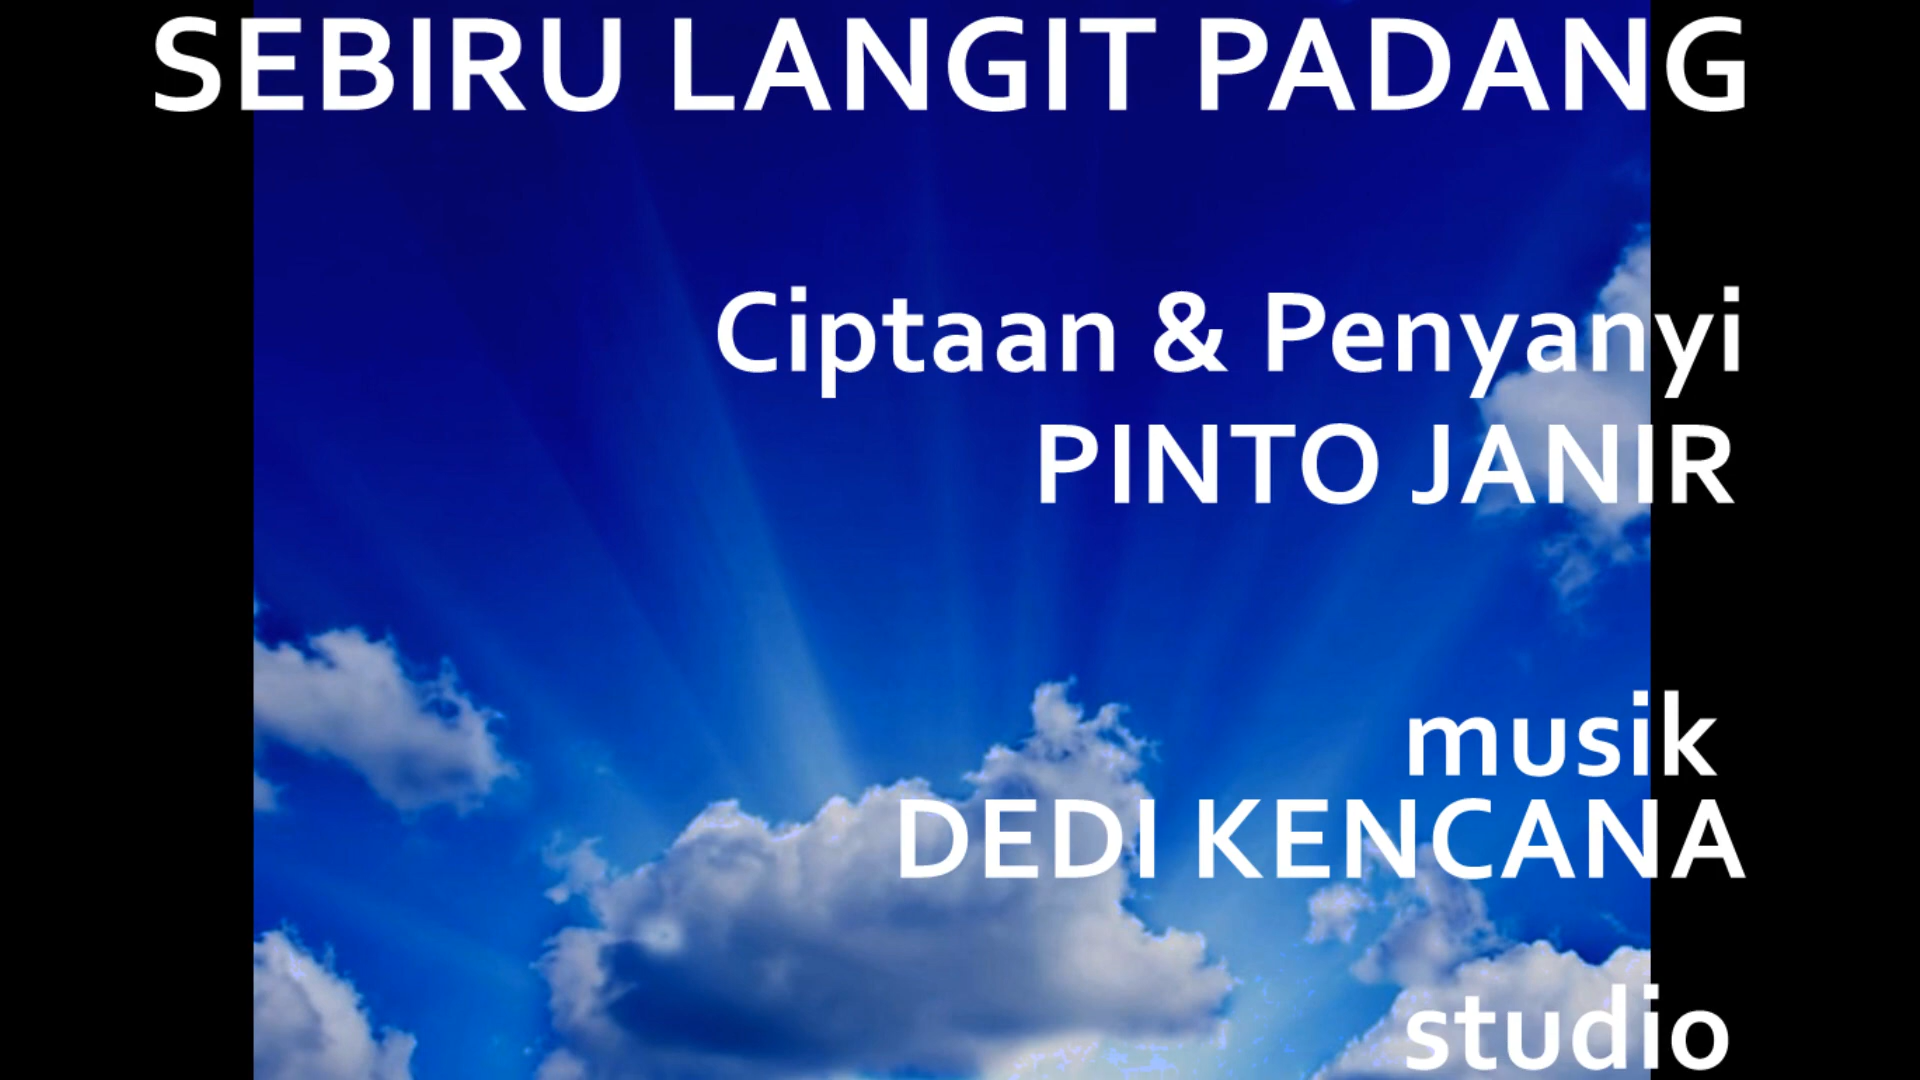 SEBIRU LANGIT PADANG
Ciptaan & Penyanyi
PINTO JANIR
musik
DEDI KENCANA
studio